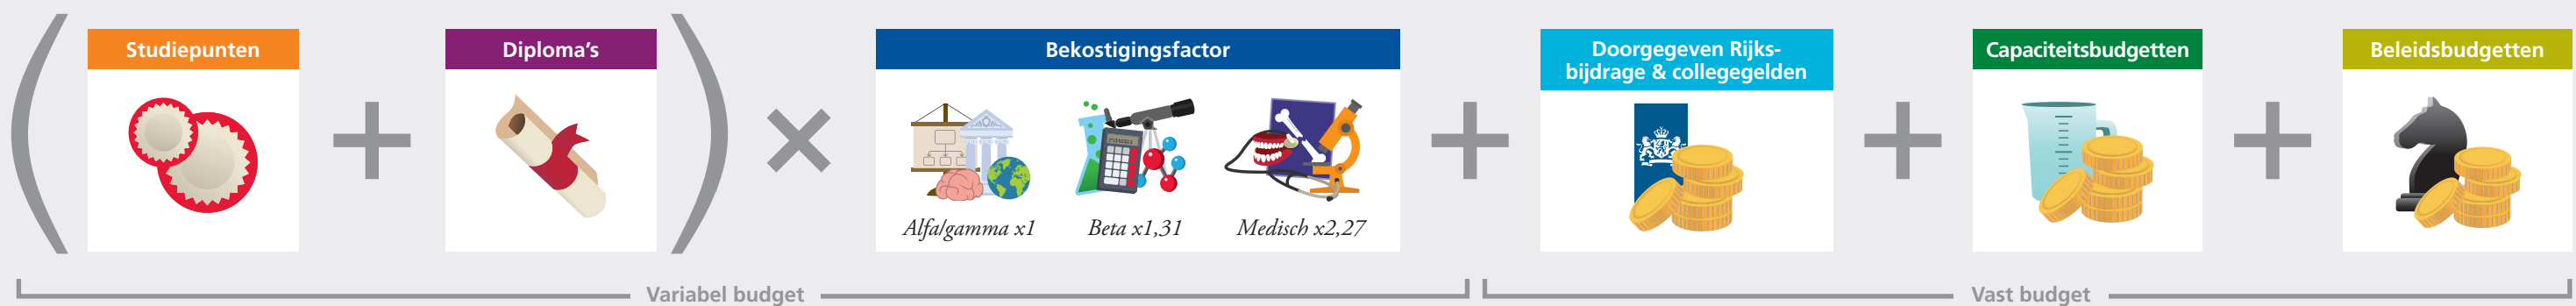 Studiepunten
Diploma's
Bekostigingsfactor
Doorgegeven Rijks-
bijdrage & collegegelden
Capaciteitsbudgetten
Beleidsbudgetten
(
+
)
×
+
+
+
Alfa/gamma x1
Beta x1,31
Medisch x2,27
Variabel budget
Vast budget